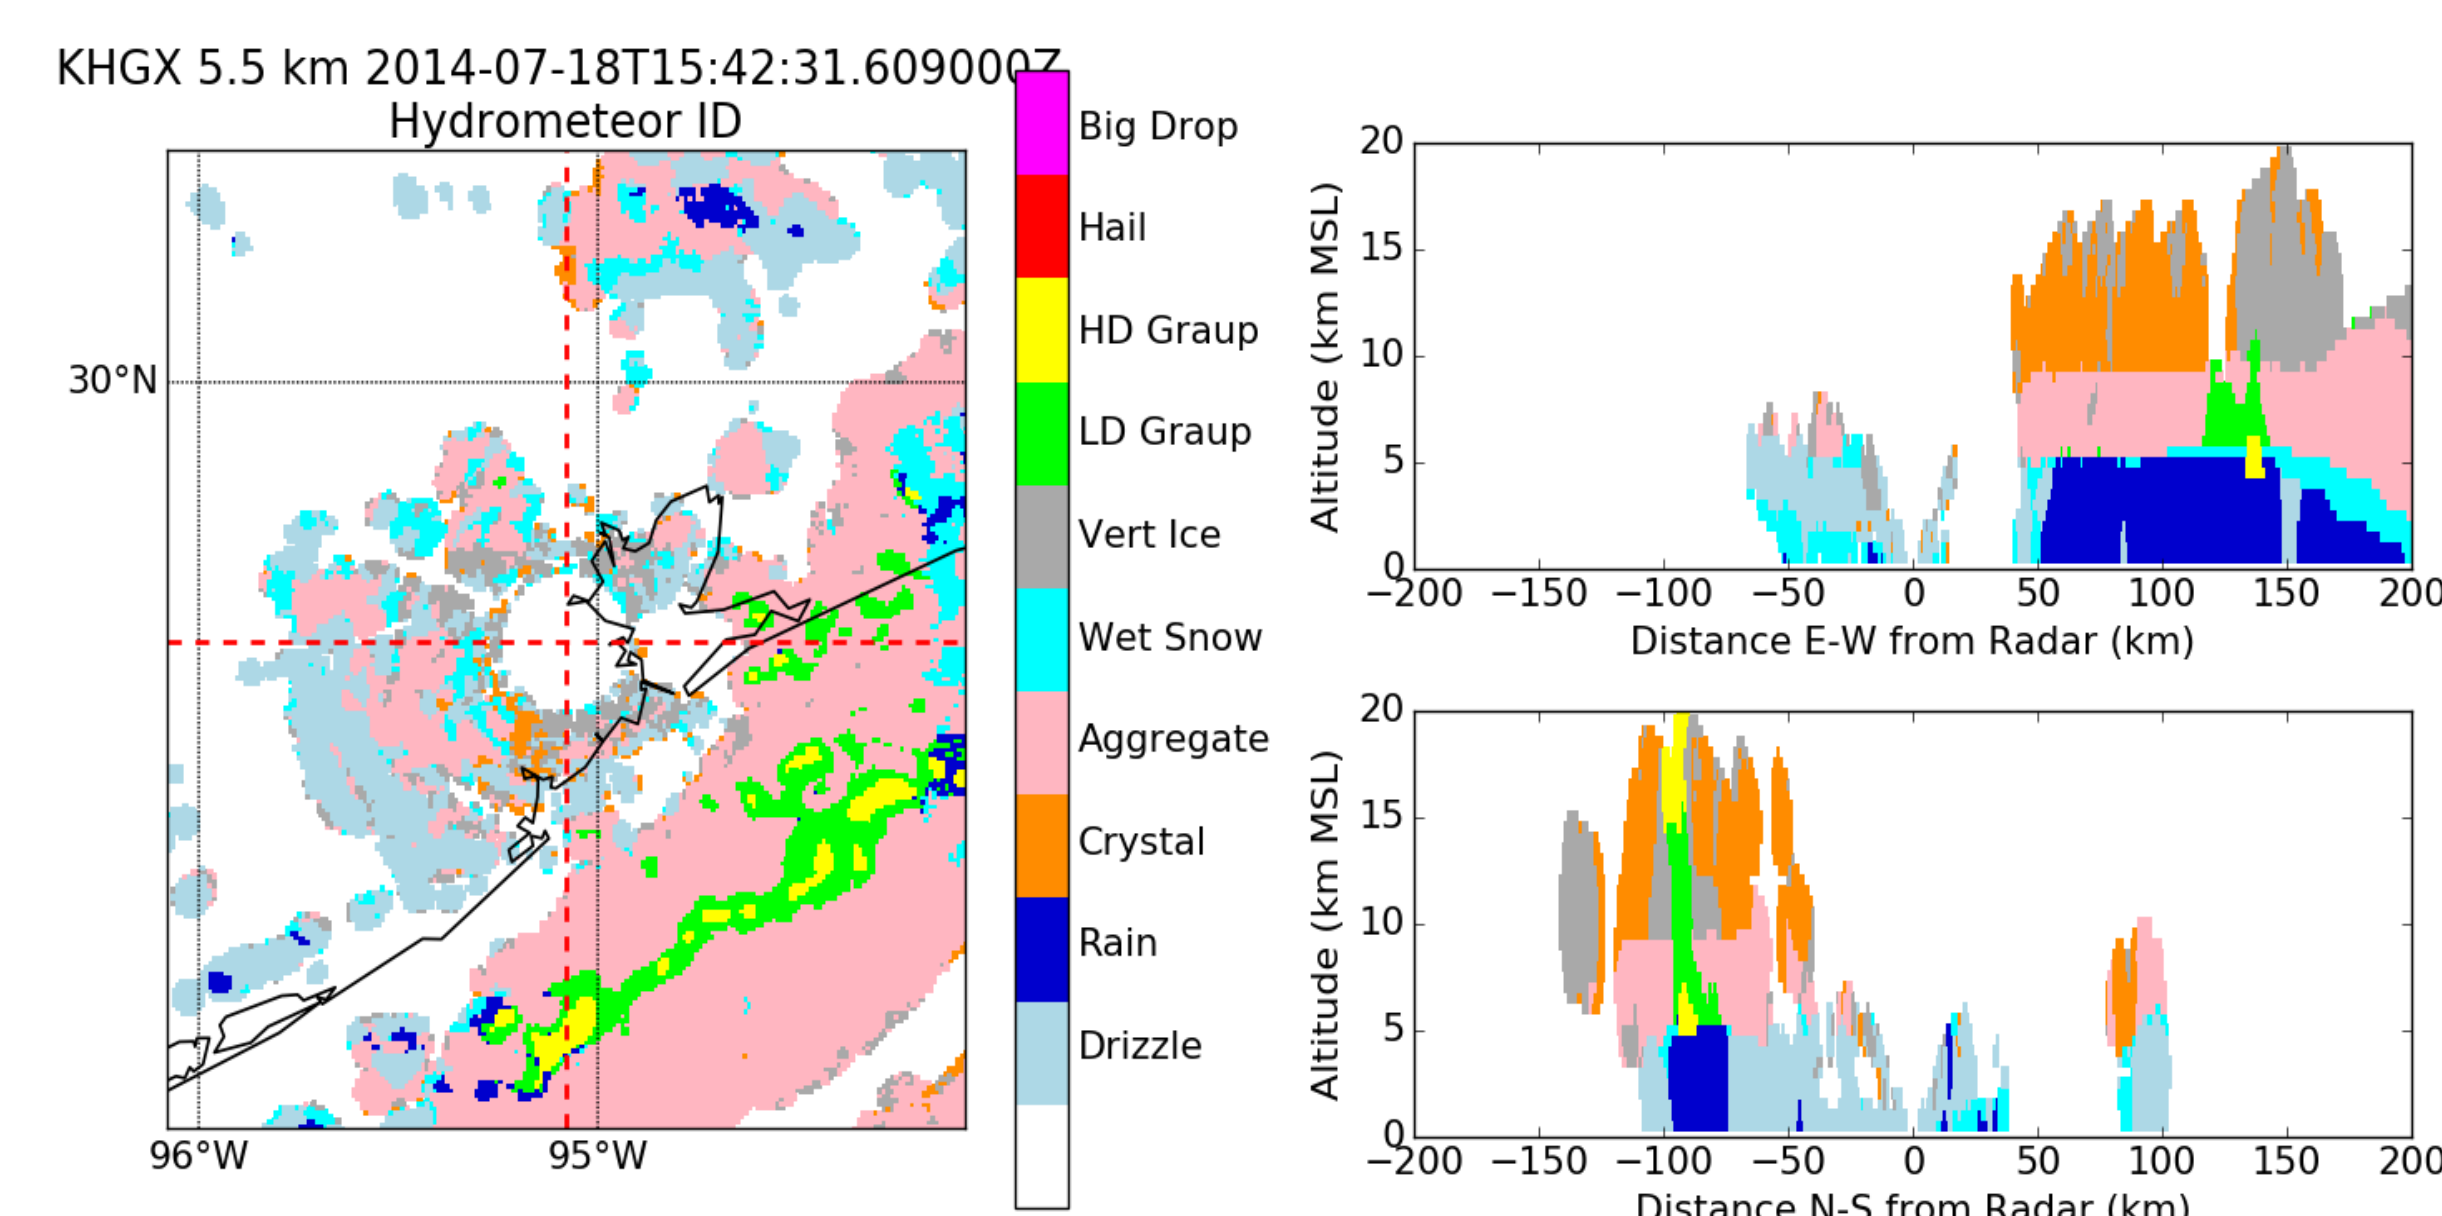 KHGX 5.5 km 2014-07-18T15:42:31.609000Z
Hydrometeor ID
30°N
96°W 95°W
Big Drop
Hail
HD Graup
LD Graup
Vert Ice
Wet Snow
Aggregate
Crystal
Rain
Drizzle
20
15
10
5
0
Altitude (km MSL)
−200 −150 −100 −50 0 50 100 150 200
Distance E-W from Radar (km)
20
15
10
5
0
Altitude (km MSL)
−200 −150 −100 −50 0 50 100 150 200
Distance N-S from Radar (km)